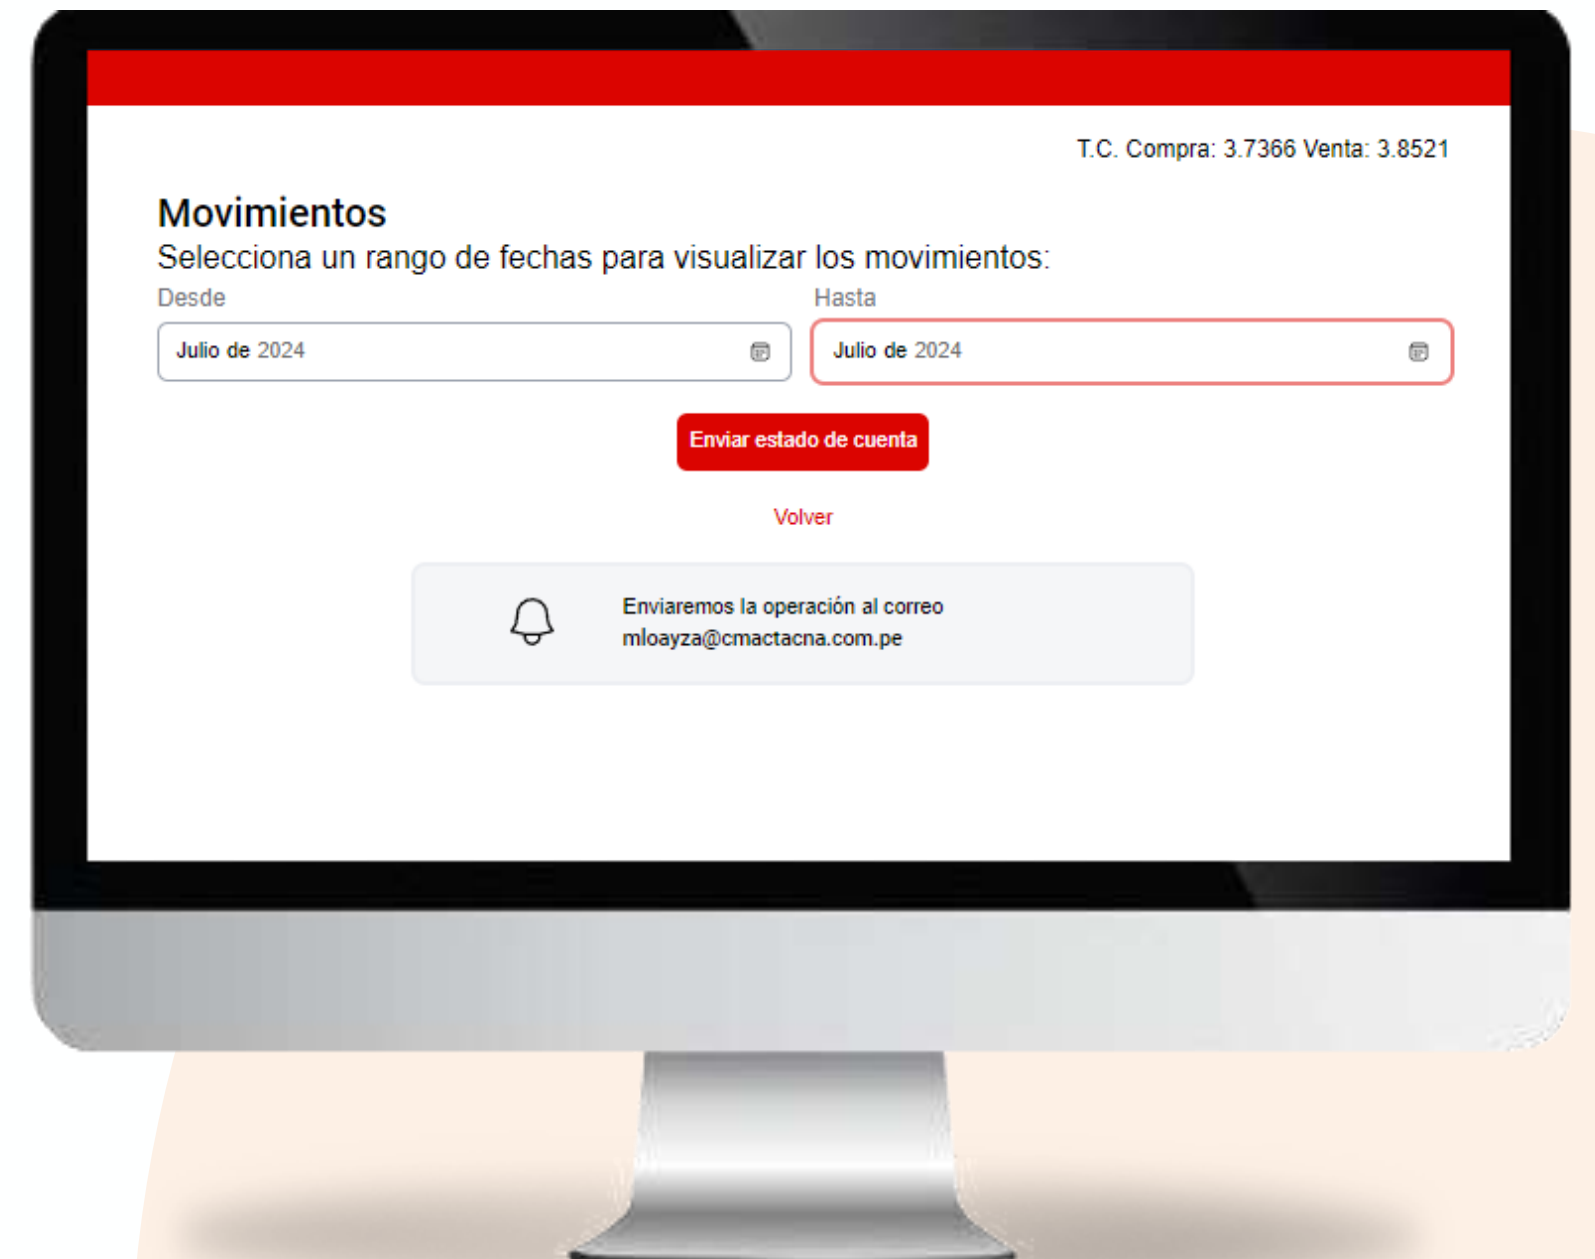 T.C. Compra: 3.7366 Venta: 3.8521
Movimientos
Selecciona un rango de fechas para visualizar los movimientos:
Desde
Hasta
Julio de 2024
Julio de 2024
Enviar estado de cuenta
Volver
Enviaremos la operación al correo
mloayza@cmactacna.com.pe